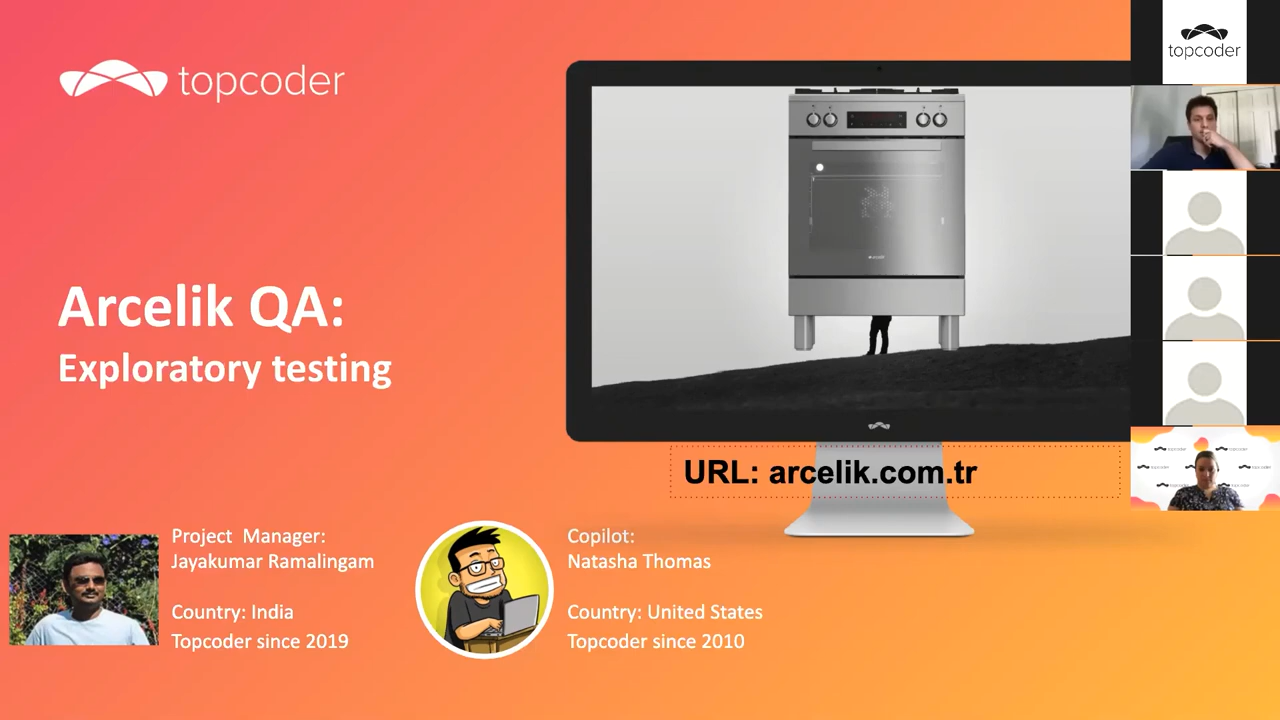 topcoder
Arcelik QA:
Exploratory testing
URL: arcelik.com.tr
Project Manager:
Jayakumar Ramalingam
Country: India
Topcoder since 2019
Copilot:
Natasha Thomas
Country: United States
Topcoder since 2010
topcoder